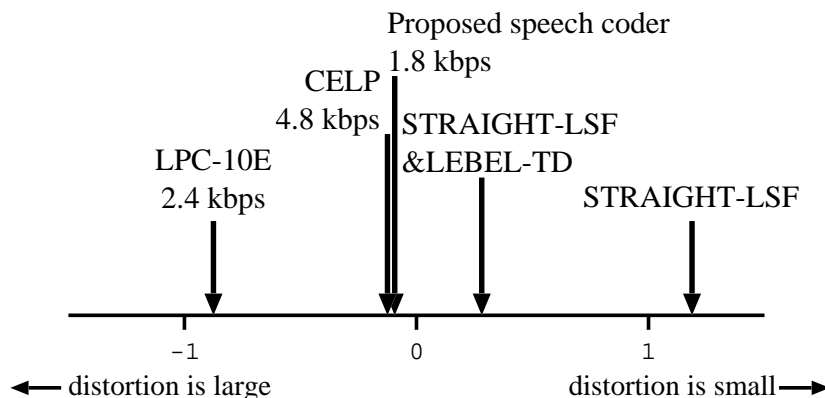 Proposed speech coder
1.8 kbps
CELP
4.8 kbps
STRAIGHT-LSF
&LEBEL-TD
LPC-10E
2.4 kbps
STRAIGHT-LSF
-1
0
1
distortion is large
distortion is small